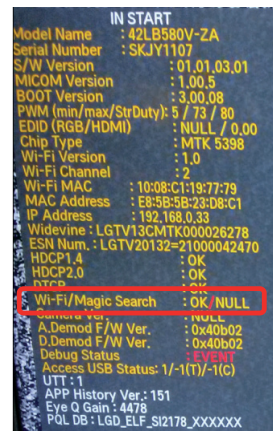 IN START
Model Name : 42LB580V-ZA
Serial Number : SKJY1107
S/W Version : 01.01.03.01
MICOM Version : 1.00.5
BOOT Version : 3.00.08
PWM (min/max/StrDuty): 5 / 73 / 80
EDID (RGB/HDMI) : NULL / 0.00
Chip Type : MTK 5398
Wi-Fi Version : 1.0
Wi-Fi Channel : 2
Wi-Fi MAC : 10:08:C1:19:77:79
MAC Address : E8:5B:5B:23:D8:C1
IP Address : 192.168.0.33
Widevine : LGTV13CMTK000026278
ESN Num. : LGTV20132=21000042470
HDCP1.4 : OK
HDCP2.0 : OK
DTCP : OK
Wi-Fi/Magic Search : OK/NULL
Camera Ver. : NULL
A.Demod F/W Ver. : 0x40b02
D.Demod F/W Ver. : 0x40b02
Debug Status : EVENT
Access USB Status: 1/-1(T)/-1(C)
UTT : 1
APP History Ver.: 151
Eye Q Gain : 4478
PQL DB : LGD_ELF_SI2178_XXXXXX